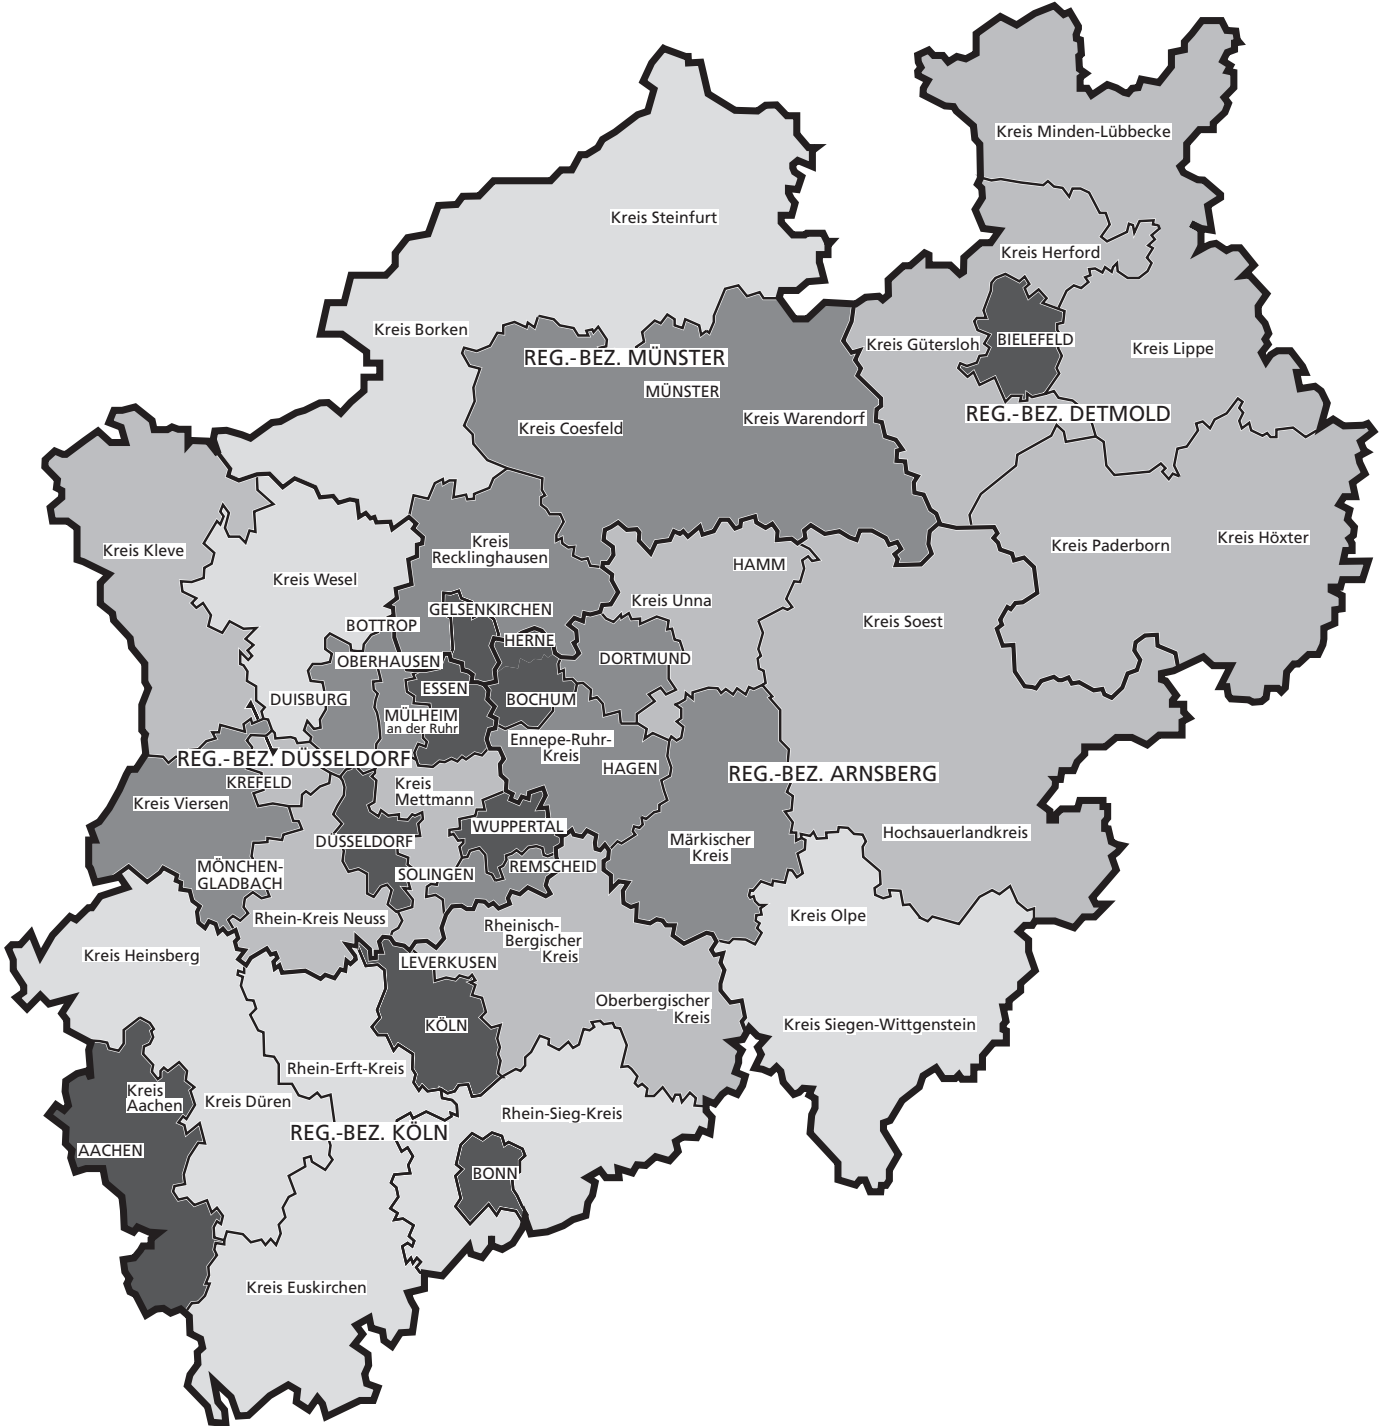 Kreis Minden-Lübbecke
Kreis Steinfurt
Kreis Herford
Kreis Borken
Kreis Gütersloh
BIELEFELD
Kreis Lippe
REG.-BEZ. MÜNSTER
MÜNSTER
Kreis Coesfeld
Kreis Warendorf
REG.-BEZ. DETMOLD
Kreis Kleve
Kreis
Recklinghausen
Kreis Paderborn
Kreis Höxter
Kreis Wesel
HAMM
Kreis Unna
GELSENKIRCHEN
Kreis Soest
BOTTROP
HERNE
OBERHAUSEN
DORTMUND
ESSEN
DUISBURG
BOCHUM
MÜLHEIM
an der Ruhr
Ennepe-Ruhr-
Kreis
REG.-BEZ. DÜSSELDORF
HAGEN
REG.-BEZ. ARNSBERG
KREFELD
Kreis
Mettmann
Kreis Viersen
WUPPERTAL
DÜSSELDORF
Märkischer
Kreis
Hochsauerlandkreis
MÖNCHEN-
GLADBACH
SOLINGEN
REMSCHEID
Rhein-Kreis Neuss
Kreis Olpe
Rheinisch-
Bergischer
Kreis
Kreis Heinsberg
LEVERKUSEN
Oberbergischer
Kreis
KÖLN
Kreis Siegen-Wittgenstein
Rhein-Erft-Kreis
Kreis
Aachen
Kreis Düren
Rhein-Sieg-Kreis
REG.-BEZ. KÖLN
AACHEN
BONN
Kreis Euskirchen